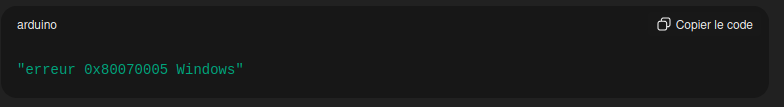 arduino
Copier le code
"erreur 0x80070005 Windows"